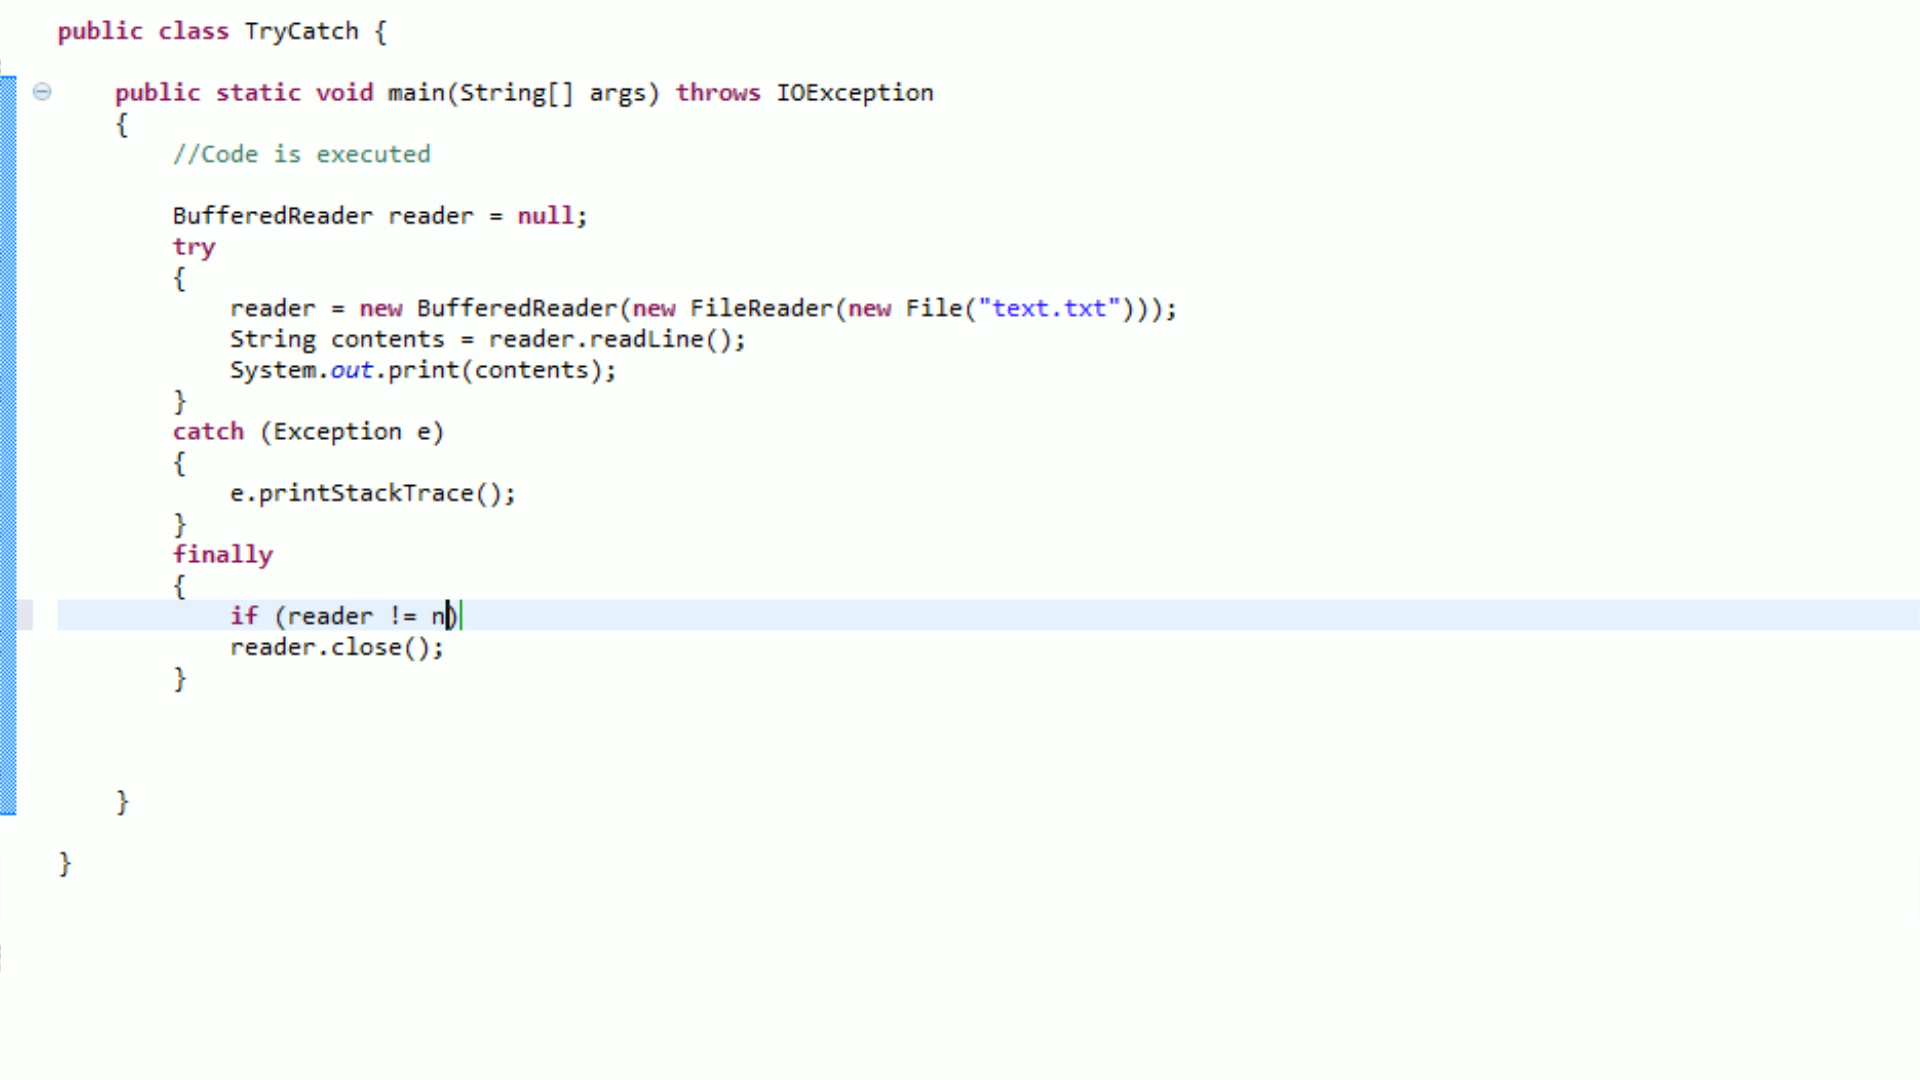 public class TryCatch {
public static void main(String[] args) throws IOException
{
//Code is executed
BufferedReader reader = null;
try
{
reader = new BufferedReader(new FileReader(new File("text.txt")));
String contents = reader.readLine();
System.out.print(contents);
}
catch (Exception e)
{
e.printStackTrace();
}
finally
{
if (reader != n)
reader.close();
}
}
}